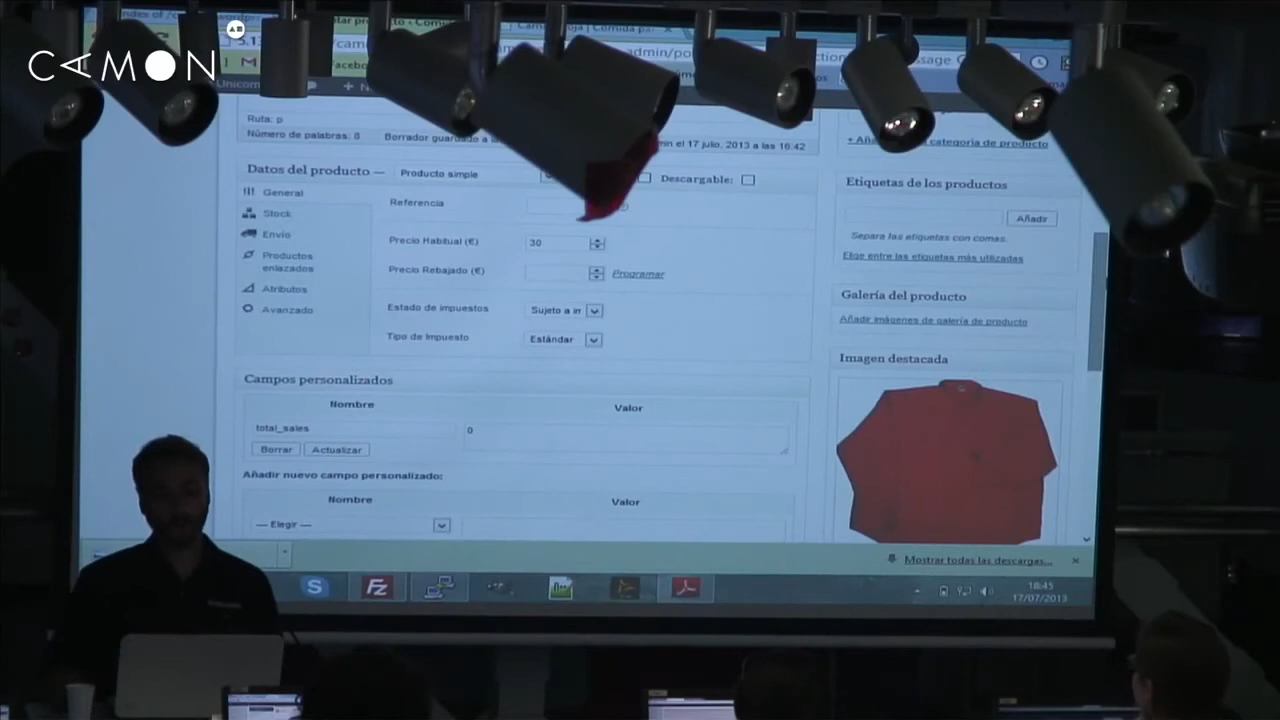 CAMON
Ruta: p
Número de palabras: 8
Datos del producto —
Producto simple
Descargable:
General
Stock
Envío
Productos
enlazados
Atributos
Avanzado
Referencia
Precio Habitual (€)
30
Precio Rebajado (€)
Programar
Estado de impuestos
Sujeto a im
Tipo de Impuesto
Estándar
Campos personalizados
Nombre
Valor
total_sales
0
Borrar
Actualizar
Añadir nuevo campo personalizado:
Nombre
Valor
— Elegir —
el 17 julio, 2013 a las 16:42
categoría de producto
Etiquetas de los productos
Añadir
Separa las etiquetas con comas.
Elige entre las etiquetas más utilizadas
Galería del producto
Añadir imágenes de galería de producto
Imagen destacada
Mostrar todas las descargas...
18:45
17/07/2013